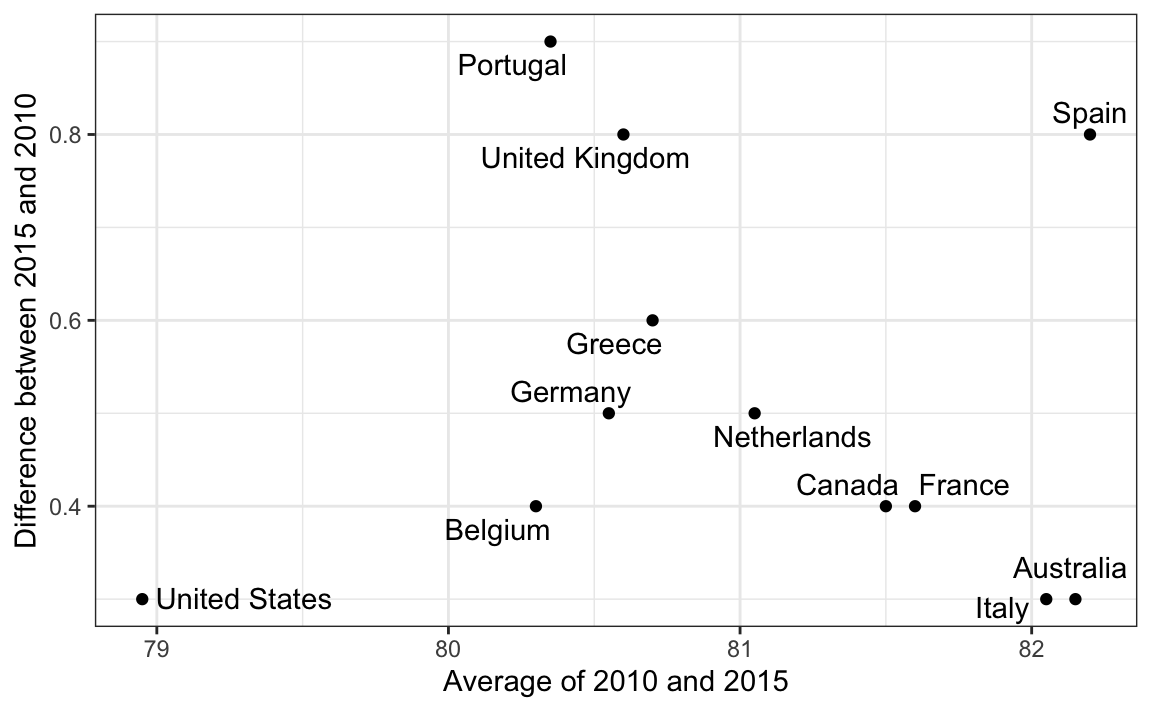 Portugal
Spain
United Kingdom
Greece
Germany
Netherlands
Canada
France
Belgium
Australia
United States
Italy
0.8
0.6
0.4
79
80
81
82
Average of 2010 and 2015
Difference between 2015 and 2010